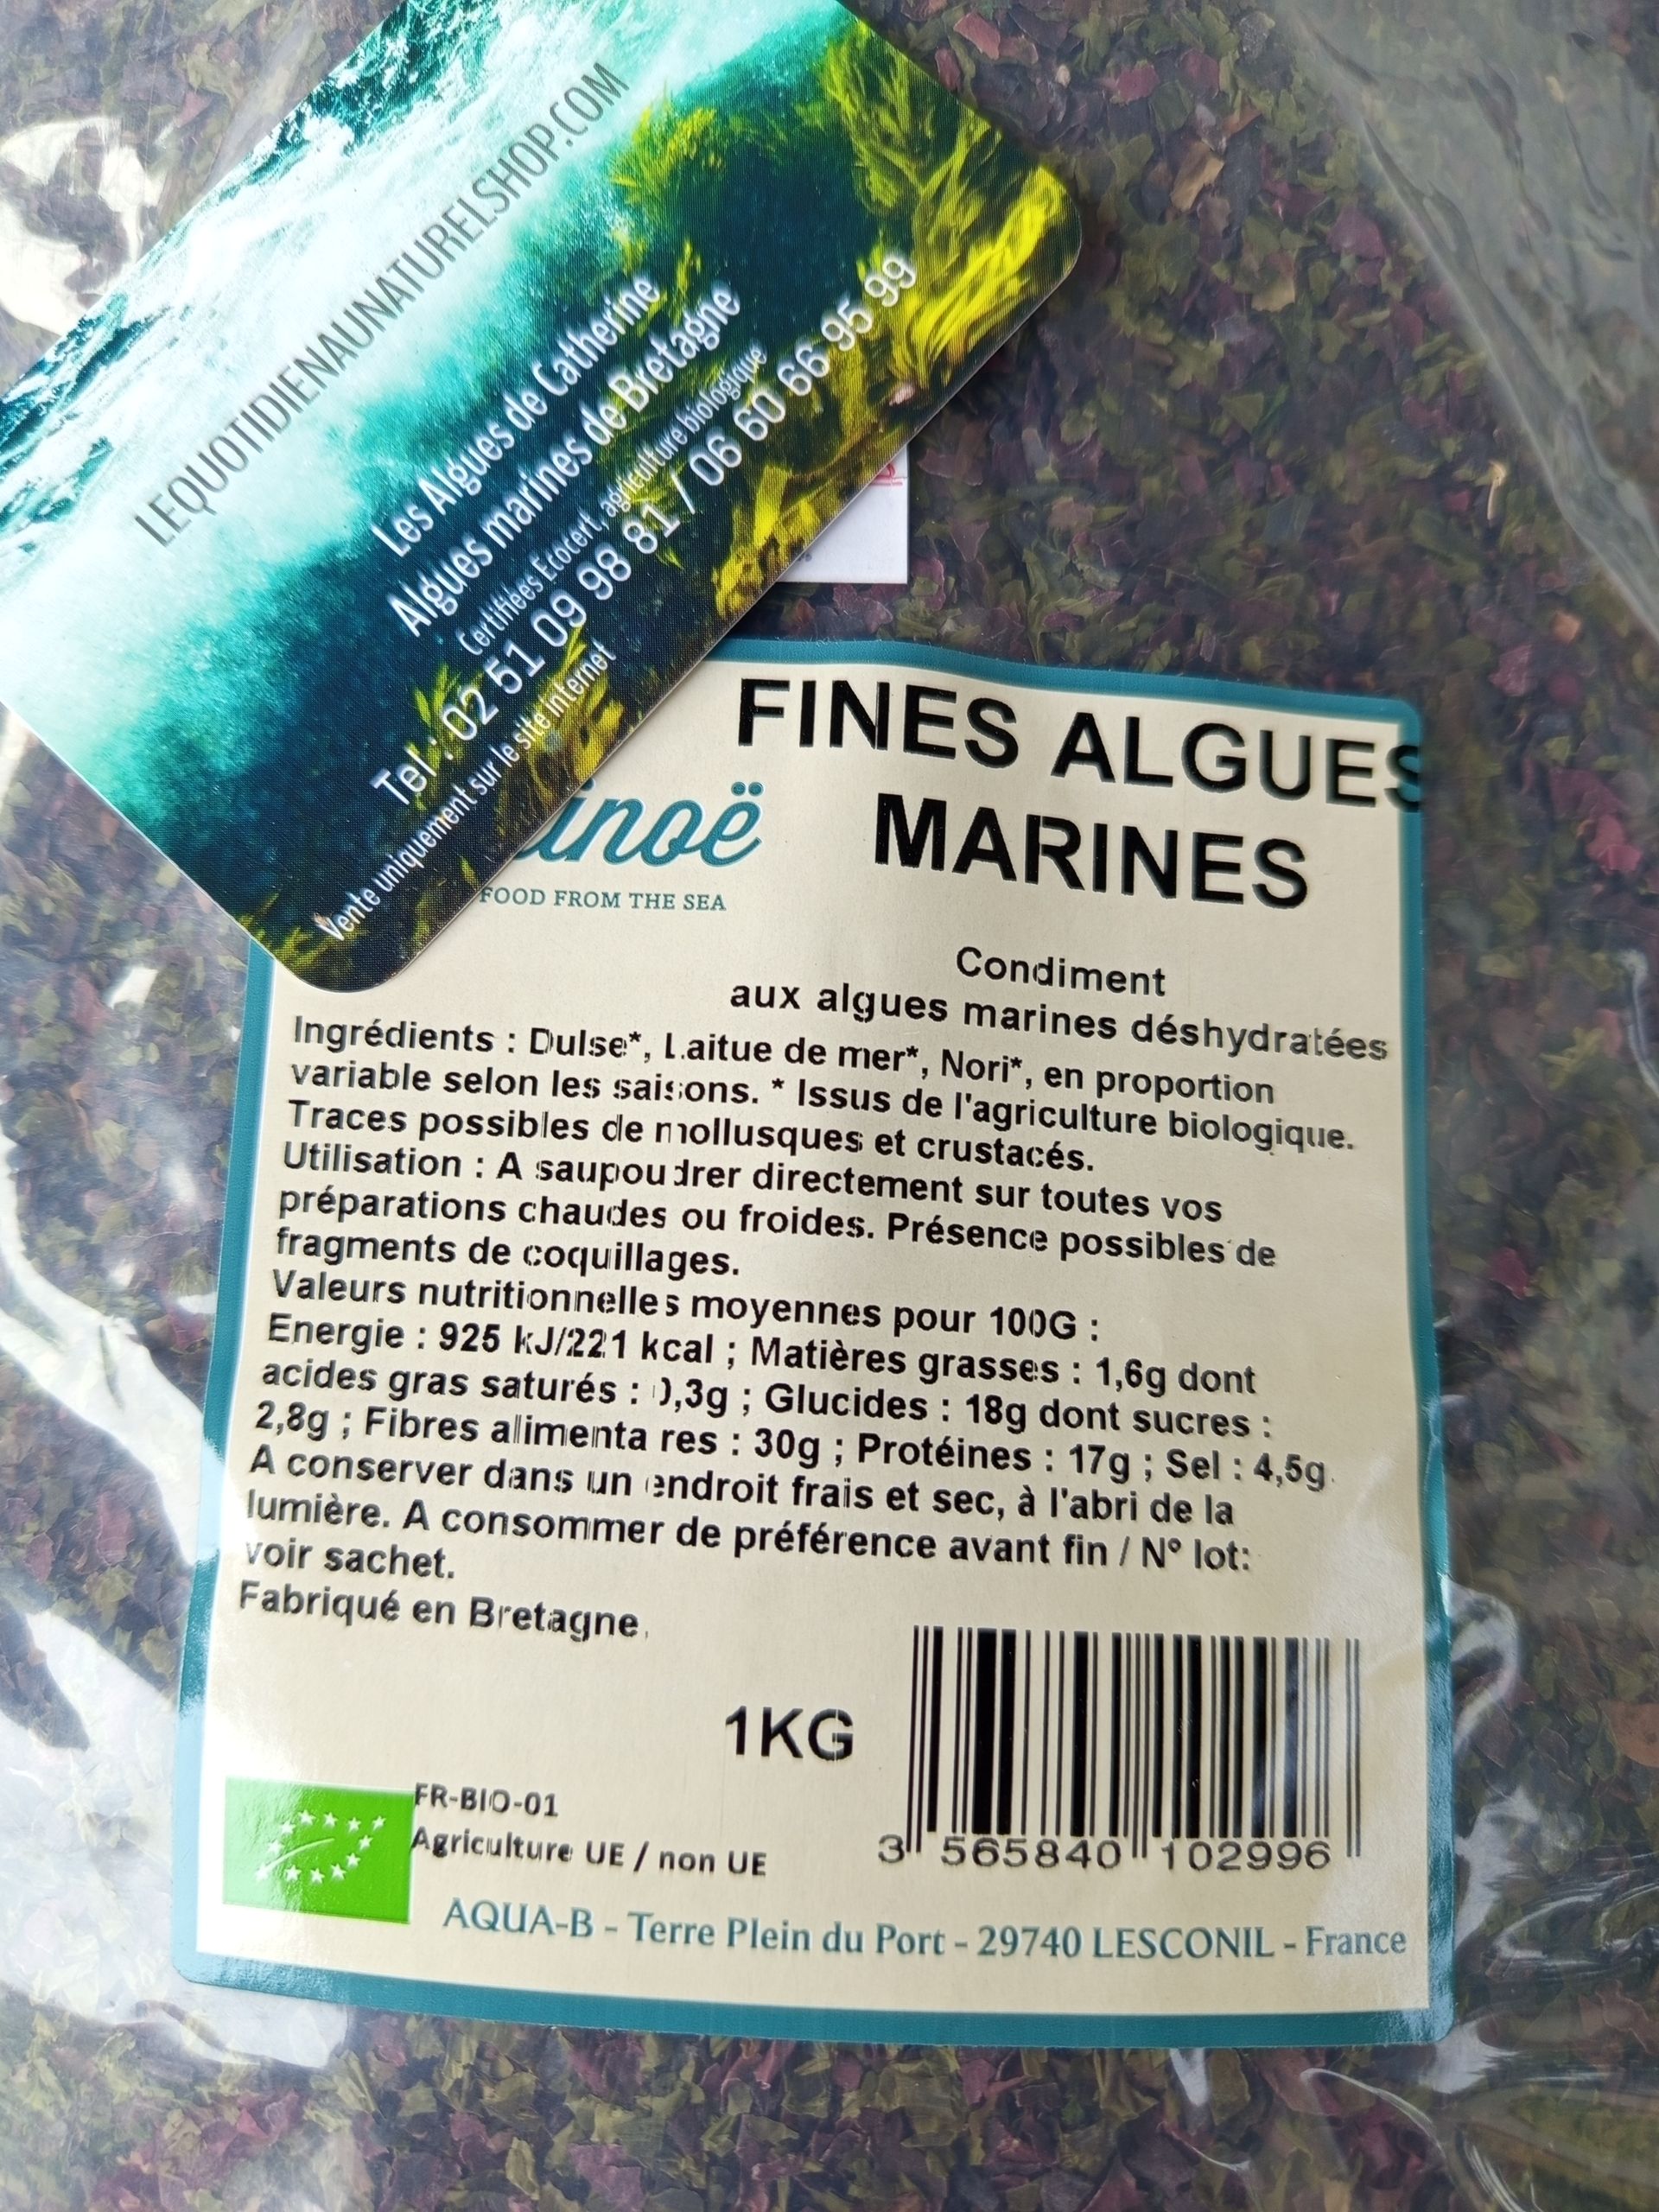 LEQUOTIDIENAUNATURELSHOP.COM
Les Algues de Catherine
Algues marines de Bretagne
Certifiées Ecocert, agriculture biologique
Tel : 02 51 09 98 81 / 06 60 66 95 99
Vente uniquement sur le site internet
FINES ALGUES
MARINES
inoë
FOOD FROM THE SEA
Condiment
aux algues marines déshydratées
Ingrédients : Dulse*, Laitue de mer*, Nori*, en proportion
variable selon les saisons. * Issus de l'agriculture biologique.
Traces possibles de mollusques et crustacés.
Utilisation : A saupoudrer directement sur toutes vos
préparations chaudes ou froides. Présence possibles de
fragments de coquillages.
Valeurs nutritionnelles moyennes pour 100G :
Energie : 925 kJ/221 kcal ; Matières grasses : 1,6g dont
acides gras saturés : 0,3g ; Glucides : 18g dont sucres :
2,8g ; Fibres alimentaires : 30g ; Protéines : 17g ; Sel : 4,5g.
A conserver dans un endroit frais et sec, à l'abri de la
lumière. A consommer de préférence avant fin / N° lot:
voir sachet.
Fabriqué en Bretagne.
1KG
FR-BIO-01
Agriculture UE / non UE
3 565840 102996
AQUA-B - Terre Plein du Port - 29740 LESCONIL - France